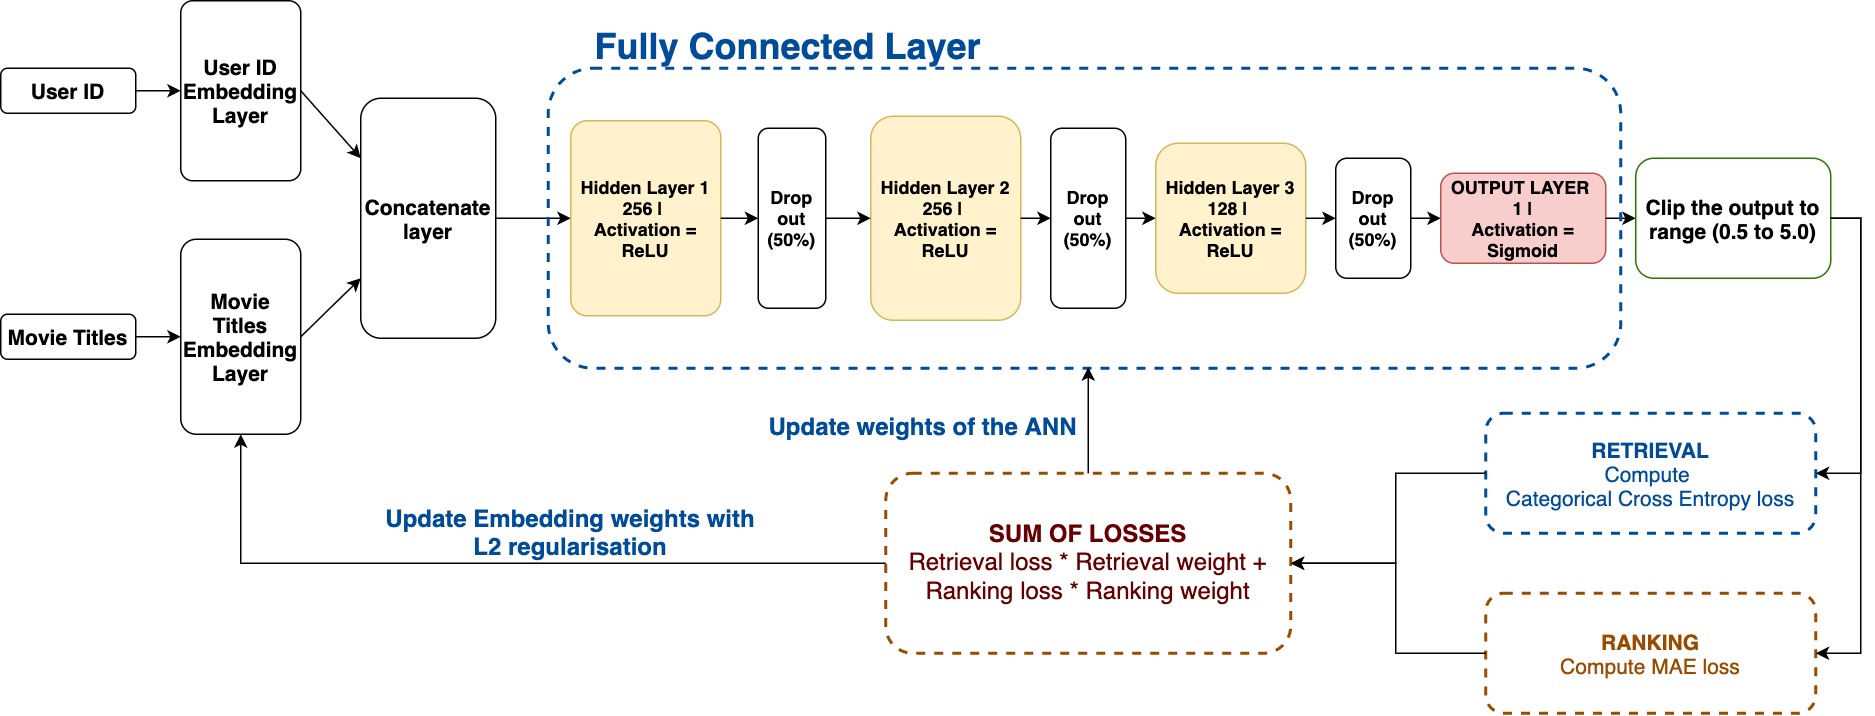 Fully Connected Layer
User ID
User ID
Embedding
Layer
Movie Titles
Movie
Titles
Embedding
Layer
Concatenate
layer
Hidden Layer 1
256 |
Activation =
ReLU
Drop
out
(50%)
Hidden Layer 2
256 |
Activation =
ReLU
Drop
out
(50%)
Hidden Layer 3
128 |
Activation =
ReLU
Drop
out
(50%)
OUTPUT LAYER
1 |
Activation =
Sigmoid
Clip the output to
range (0.5 to 5.0)
Update weights of the ANN
RETRIEVAL
Compute
Categorical Cross Entropy loss
Update Embedding weights with
L2 regularisation
SUM OF LOSSES
Retrieval loss * Retrieval weight +
Ranking loss * Ranking weight
RANKING
Compute MAE loss